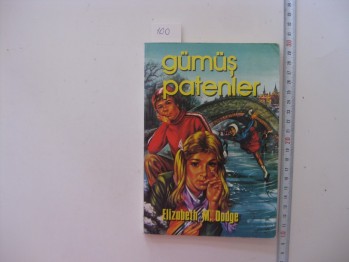 100
gümüş
patenler
Elizabeth M. Dodge